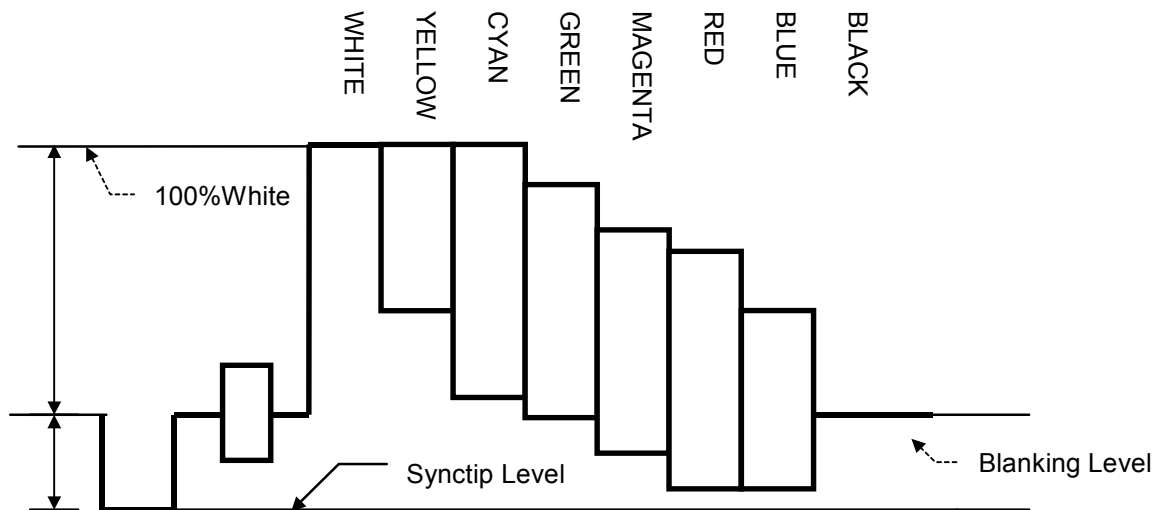 WHITE
YELLOW
CYAN
GREEN
MAGENTA
RED
BLUE
BLACK
100%White
Synctip Level
Blanking Level